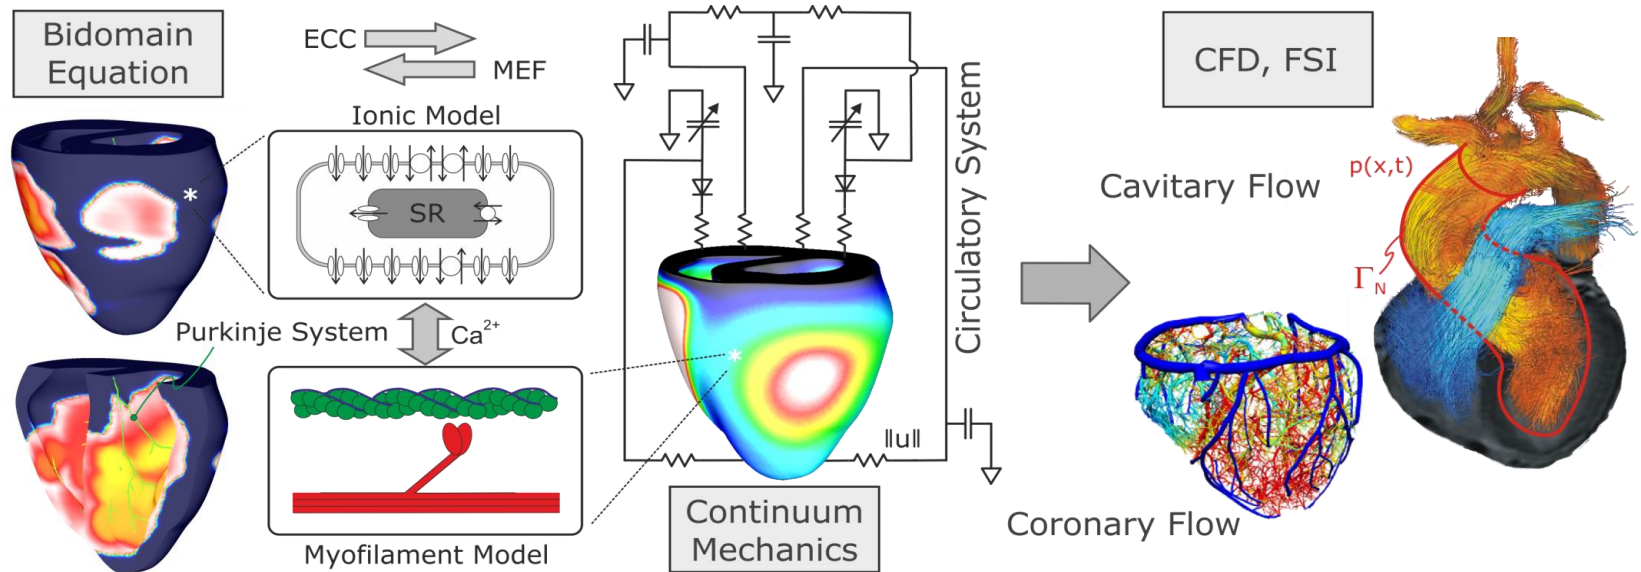 Bidomain
Equation
ECC
MEF
Ionic Model
SR
*
Purkinje System
Ca²⁺
Myofilament Model
Circulatory System
*
‖u‖
Continuum
Mechanics
CFD, FSI
Cavitary Flow
p(x,t)
Γ_N
Coronary Flow